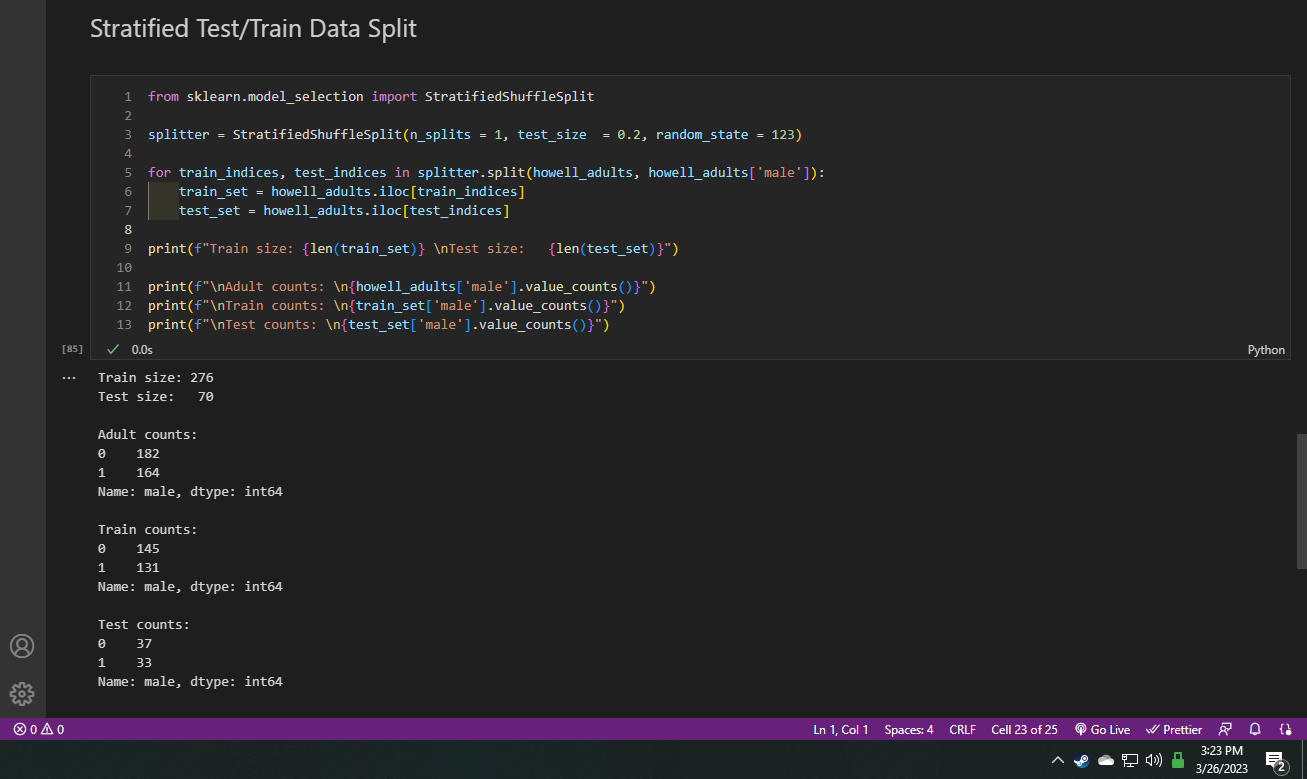 Stratified Test/Train Data Split
1 from sklearn.model_selection import StratifiedShuffleSplit
2
3 splitter = StratifiedShuffleSplit(n_splits = 1, test_size  = 0.2, random_state = 123)
4
5 for train_indices, test_indices in splitter.split(howell_adults, howell_adults['male']):
6     train_set = howell_adults.iloc[train_indices]
7     test_set = howell_adults.iloc[test_indices]
8
9 print(f"Train size: {len(train_set)} \nTest size:   {len(test_set)}")
10
11 print(f"\nAdult counts: \n{howell_adults['male'].value_counts()}")
12 print(f"\nTrain counts: \n{train_set['male'].value_counts()}")
13 print(f"\nTest counts: \n{test_set['male'].value_counts()}")
[85] 0.0s Python
... Train size: 276
Test size:   70
Adult counts:
0    182
1    164
Name: male, dtype: int64
Train counts:
0    145
1    131
Name: male, dtype: int64
Test counts:
0    37
1    33
Name: male, dtype: int64
0 0 Ln 1, Col 1 Spaces: 4 CRLF Cell 23 of 25 Go Live Prettier
3:23 PM
3/26/2023 2